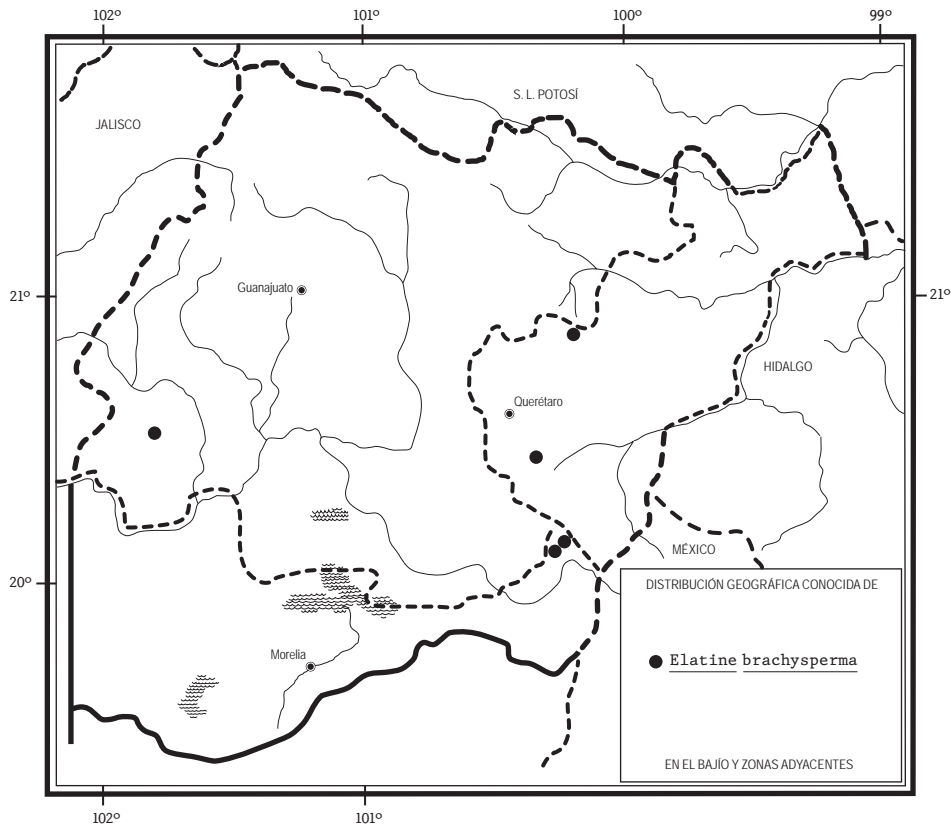 102º 101º 100º 99º
S. L. POTOSÍ
JALISCO
Guanajuato
21º
21º
HIDALGO
Querétaro
MÉXICO
20º
DISTRIBUCIÓN GEOGRÁFICA CONOCIDA DE
Morelia
Elatine brachysperma
EN EL BAJÍO Y ZONAS ADYACENTES
102º 101º